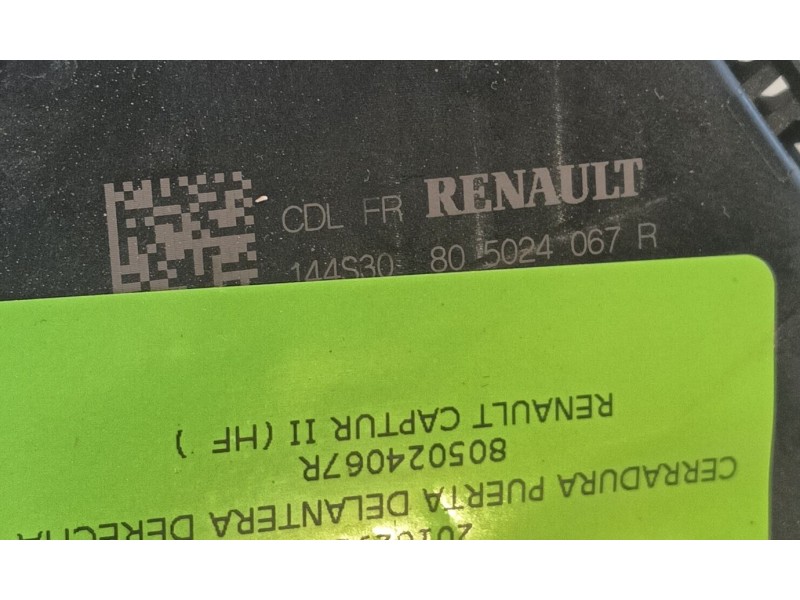 CDL FR RENAULT
144S30 80 5024 067 R
CERRADURA PUERTA DELANTERA DERECHA
805024067R
RENAULT CAPTUR II (HF )